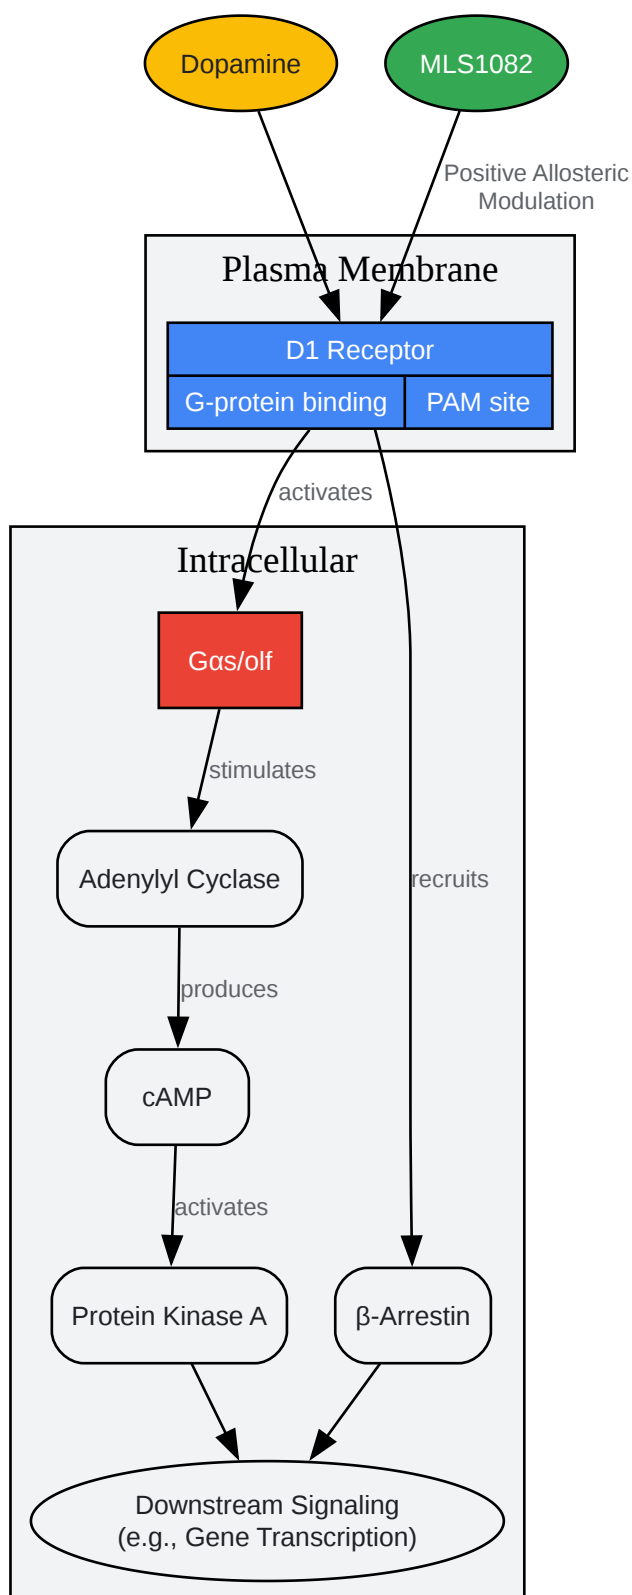 Dopamine
MLS1082
Positive Allosteric
Modulation
Plasma Membrane
D1 Receptor
G-protein binding
PAM site
activates
Intracellular
Gαs/olf
stimulates
Adenylyl Cyclase
recruits
produces
cAMP
activates
Protein Kinase A
β-Arrestin
Downstream Signaling
(e.g., Gene Transcription)